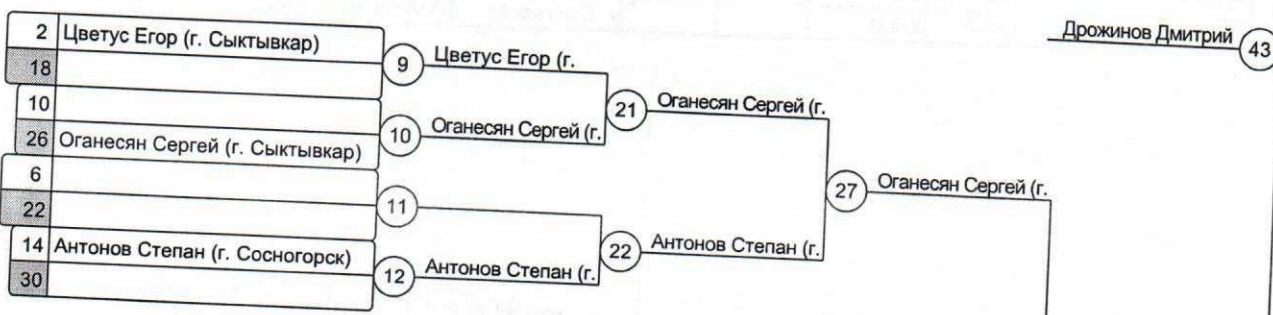 Дрожинов Дмитрий 43
2 Цветус Егор (г. Сыктывкар)
18
9 Цветус Егор (г.
10
26 Оганесян Сергей (г. Сыктывкар)
10 Оганесян Сергей (г.
21 Оганесян Сергей (г.
6
22
11
27 Оганесян Сергей (г.
14 Антонов Степан (г. Сосногорск)
30
12 Антонов Степан (г.
22 Антонов Степан (г.